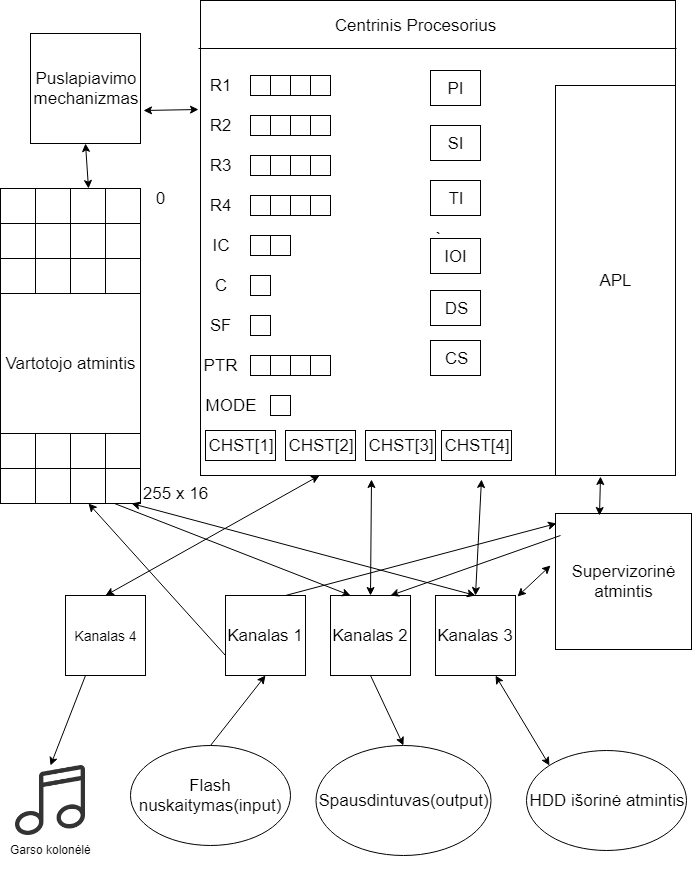 Centrinis Procesorius
Puslapiavimo
mechanizmas
R1
R2
R3
R4
IC
C
SF
PTR
MODE
PI
SI
TI
`
IOI
DS
CS
APL
CHST[1]
CHST[2]
CHST[3]
CHST[4]
0
Vartotojo atmintis
255 x 16
Supervizorinė
atmintis
Kanalas 4
Kanalas 1
Kanalas 2
Kanalas 3
Garso kolonėlė
Flash
nuskaitymas(input)
Spausdintuvas(output)
HDD išorinė atmintis